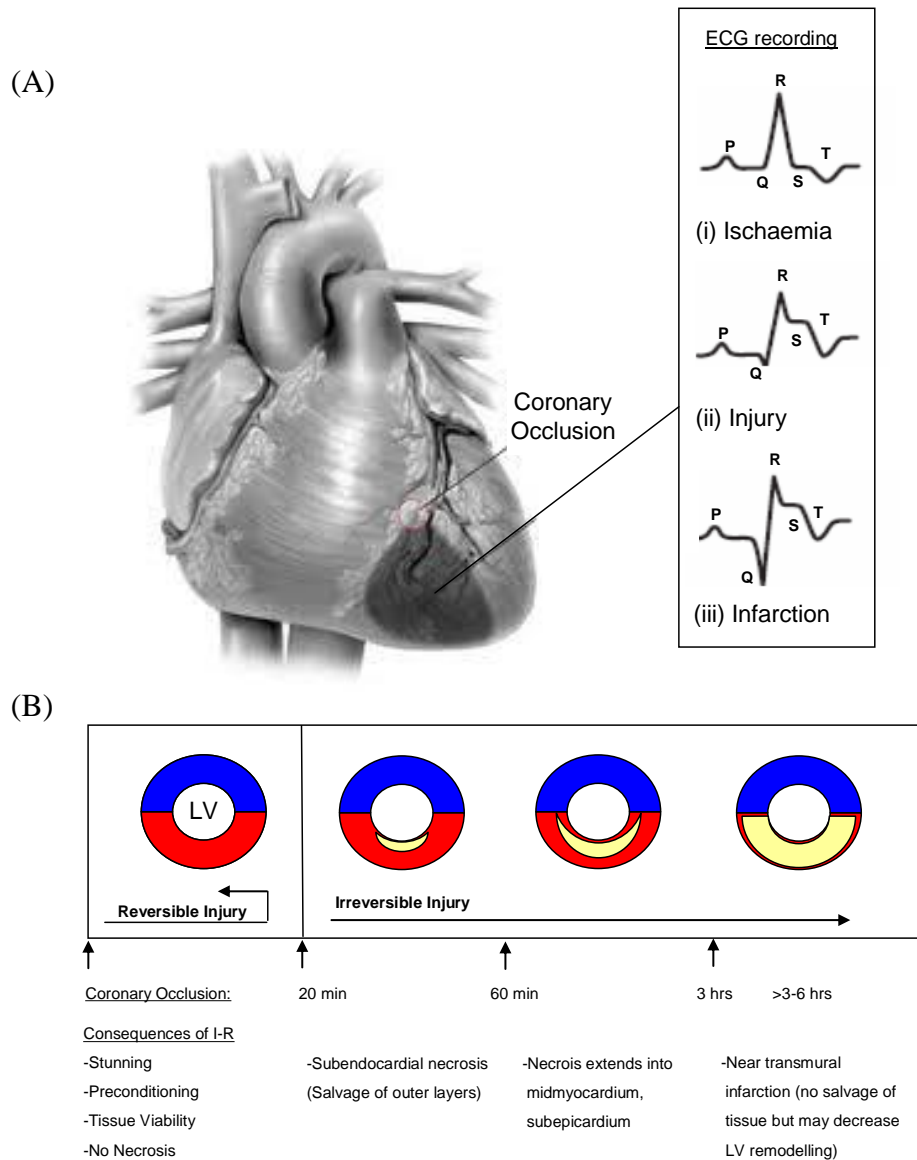 (A)
ECG recording
R
P
T
Q
S
(i) Ischaemia
R
P
T
S
Q
(ii) Injury
R
P
T
S
Q
(iii) Infarction
Coronary
Occlusion
(B)
LV
Reversible Injury
Irreversible Injury
Coronary Occlusion:
20 min
60 min
3 hrs
>3-6 hrs
Consequences of I-R
-Stunning
-Preconditioning
-Tissue Viability
-No Necrosis
-Subendocardial necrosis
(Salvage of outer layers)
-Necrois extends into
midmyocardium,
subepicardium
-Near transmural
infarction (no salvage of
tissue but may decrease
LV remodelling)